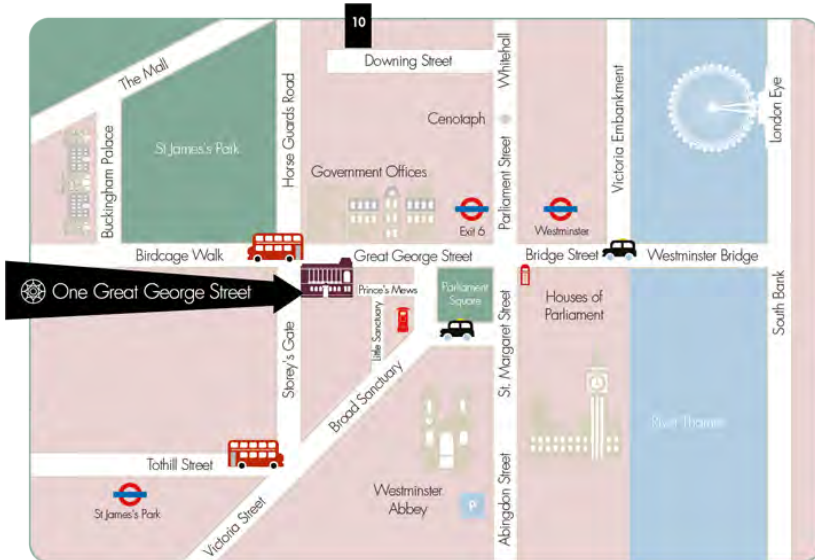 10
Downing Street
Whitehall
The Mall
Cenotaph
London Eye
Victoria Embankment
Horse Guards Road
St James's Park
Buckingham Palace
Government Offices
Parliament Street
Exit 6
Westminster
Birdcage Walk
Great George Street
Bridge Street
Westminster Bridge
One Great George Street
Prince's Mews
Parliament
Square
Houses of
Parliament
South Bank
Little Sanctuary
St. Margaret Street
Storey's Gate
Broad Sanctuary
River Thames
Tothill Street
Westminster
Abbey
P
Abingdon Street
St James's Park
Victoria Street